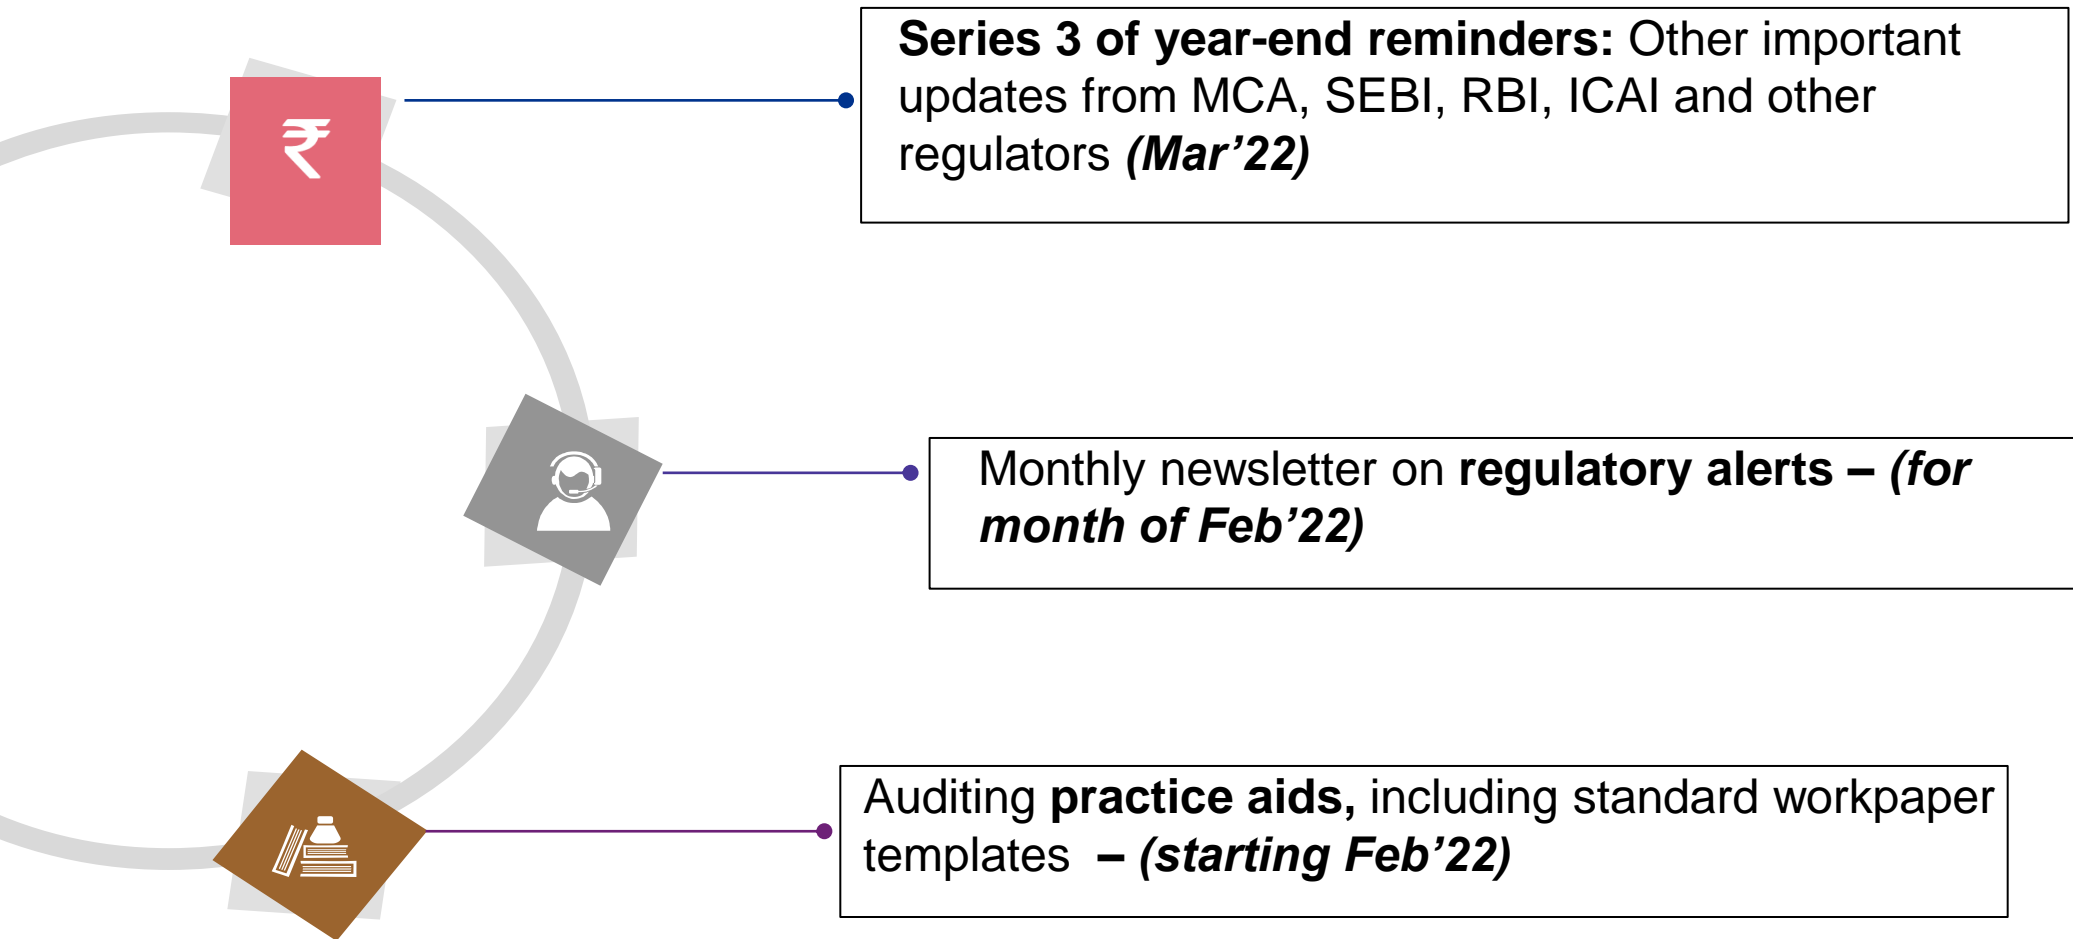 ₹
Series 3 of year-end reminders: Other important
updates from MCA, SEBI, RBI, ICAI and other
regulators (Mar’22)
Monthly newsletter on regulatory alerts – (for
month of Feb’22)
Auditing practice aids, including standard workpaper
templates – (starting Feb’22)